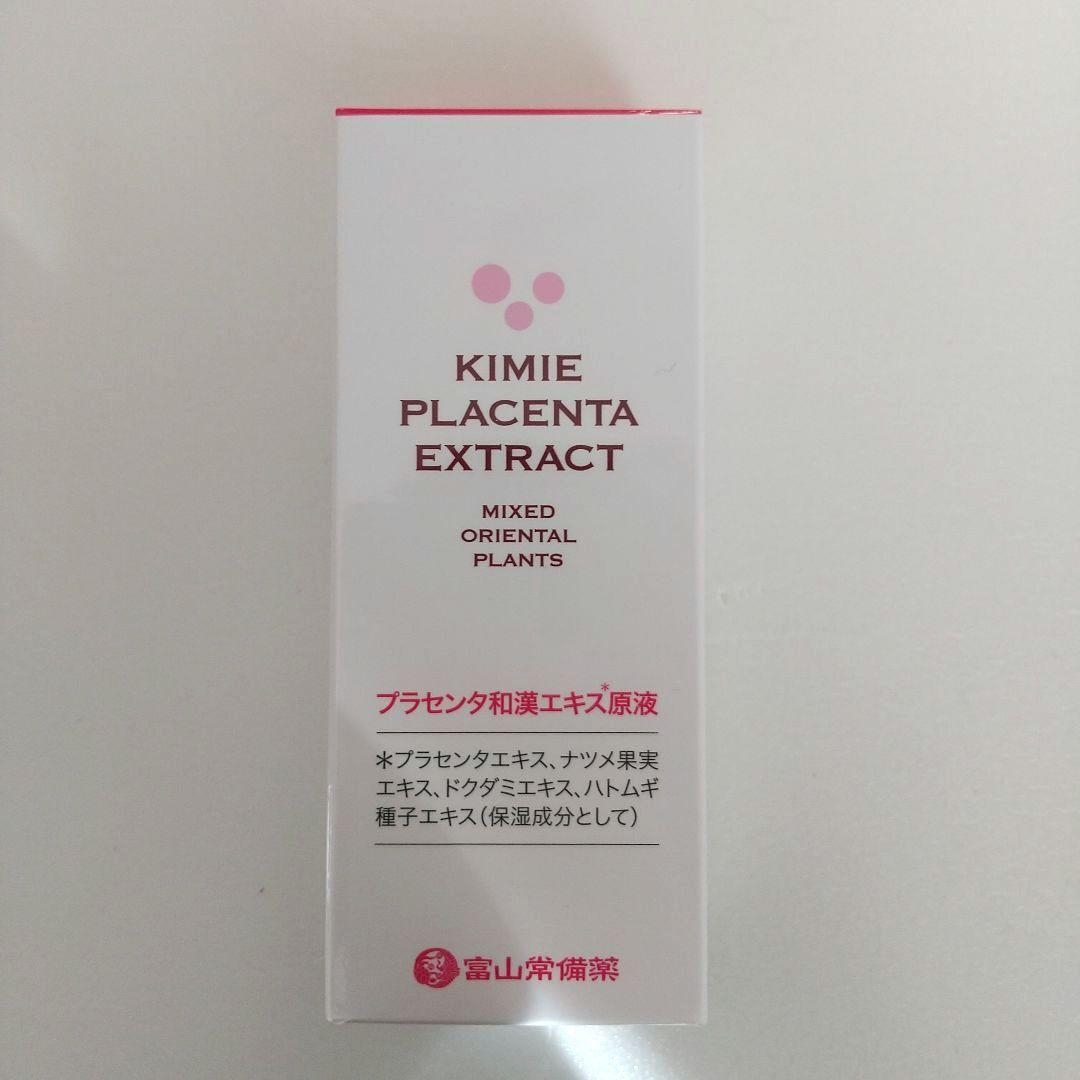 KIMIE
PLACENTA
EXTRACT
MIXED
ORIENTAL
PLANTS
プラセンタ和漢エキス*原液
*プラセンタエキス、ナツメ果実
エキス、ドクダミエキス、ハトムギ
種子エキス(保湿成分として)
富山常備薬